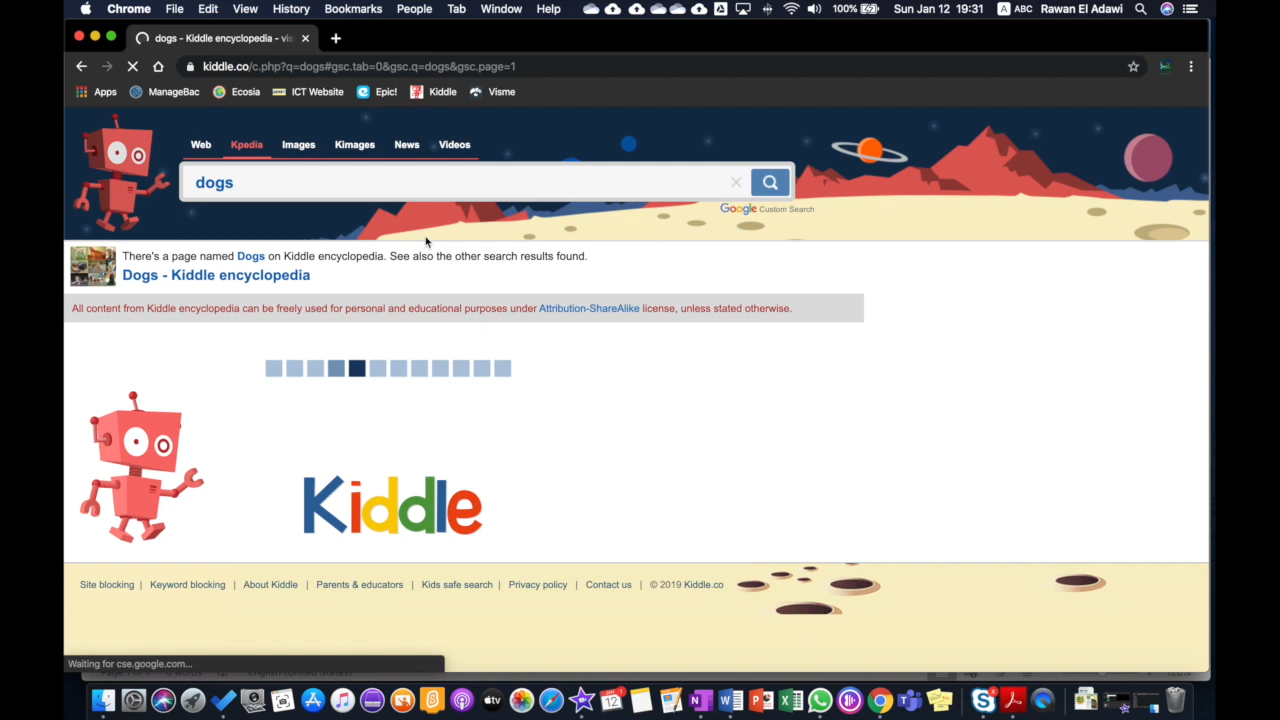 Chrome File Edit View History Bookmarks People Tab Window Help 100% Sun Jan 12 19:31 A ABC Rawan El Adawi
dogs - Kiddle encyclopedia - vis
kiddle.co/c.php?q=dogs#gsc.tab=0&gsc.q=dogs&gsc.page=1
Apps ManageBac Ecosia ICT Website Epic! Kiddle Visme
Web Kpedia Images Kimages News Videos
dogs
Google Custom Search
There's a page named Dogs on Kiddle encyclopedia. See also the other search results found.
Dogs - Kiddle encyclopedia
All content from Kiddle encyclopedia can be freely used for personal and educational purposes under Attribution-ShareAlike license, unless stated otherwise.
Kiddle
Site blocking | Keyword blocking | About Kiddle | Parents & educators | Kids safe search | Privacy policy | Contact us | © 2019 Kiddle.co
Waiting for cse.google.com...